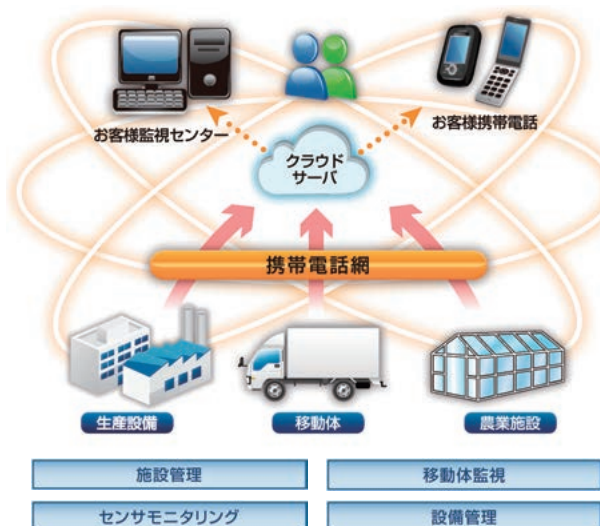 お客様監視センター
お客様携帯電話
クラウド
サーバ
携帯電話網
生産設備
移動体
農業施設
施設管理
移動体監視
センサモニタリング
設備管理